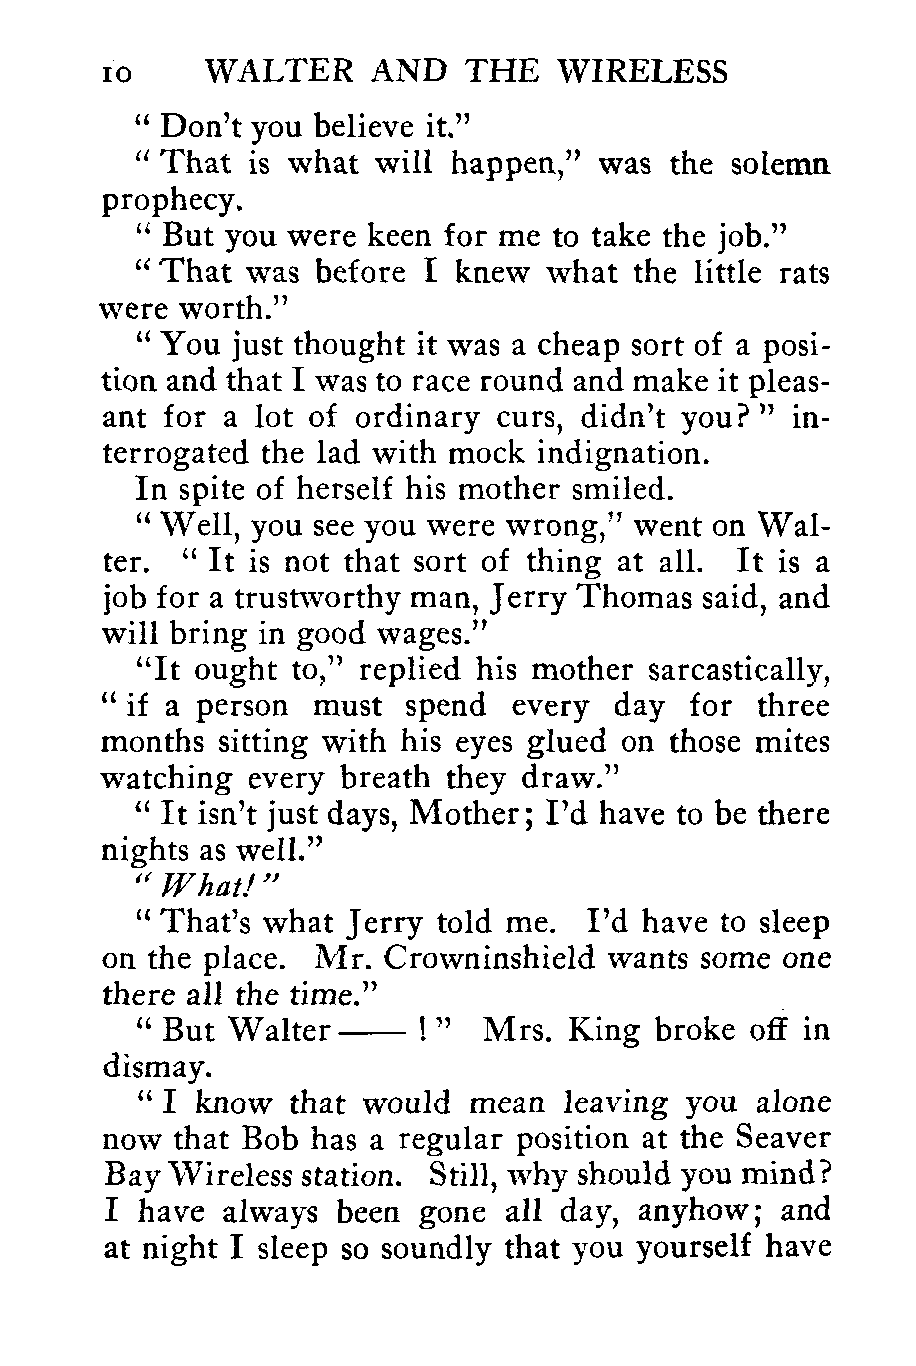 10 WALTER AND THE WIRELESS
" Don't you believe it."
" That is what will happen," was the solemn
prophecy.
" But you were keen for me to take the job."
" That was before I knew what the little rats
were worth."
" You just thought it was a cheap sort of a posi-
tion and that I was to race round and make it pleas-
ant for a lot of ordinary curs, didn't you? " in-
terrogated the lad with mock indignation.
In spite of herself his mother smiled.
" Well, you see you were wrong," went on Wal-
ter. " It is not that sort of thing at all. It is a
job for a trustworthy man, Jerry Thomas said, and
will bring in good wages."
"It ought to," replied his mother sarcastically,
" if a person must spend every day for three
months sitting with his eyes glued on those mites
watching every breath they draw."
" It isn't just days, Mother; I'd have to be there
nights as well."
" What! "
" That's what Jerry told me. I'd have to sleep
on the place. Mr. Crowninshield wants some one
there all the time."
" But Walter—— ! " Mrs. King broke off in
dismay.
" I know that would mean leaving you alone
now that Bob has a regular position at the Seaver
Bay Wireless station. Still, why should you mind?
I have always been gone all day, anyhow; and
at night I sleep so soundly that you yourself have